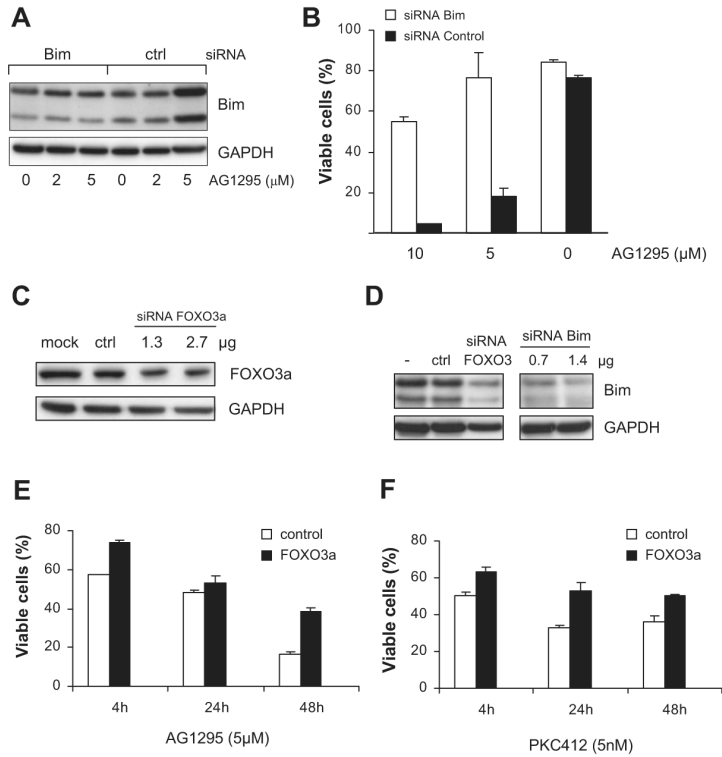 A
Bim ctrl siRNA
Bim
GAPDH
0 2 5 0 2 5 AG1295 (μM)
B
siRNA Bim
siRNA Control
Viable cells (%)
100
80
60
40
20
10 5 0 AG1295 (μM)
C
siRNA FOXO3a
mock ctrl 1.3 2.7 μg
FOXO3a
GAPDH
D
siRNA siRNA Bim
- ctrl FOXO3 0.7 1.4 μg
Bim
GAPDH
E
control
FOXO3a
Viable cells (%)
80
60
40
20
0
4h 24h 48h
AG1295 (5μM)
F
control
FOXO3a
Viable cells (%)
80
60
40
20
0
4h 24h 48h
PKC412 (5nM)